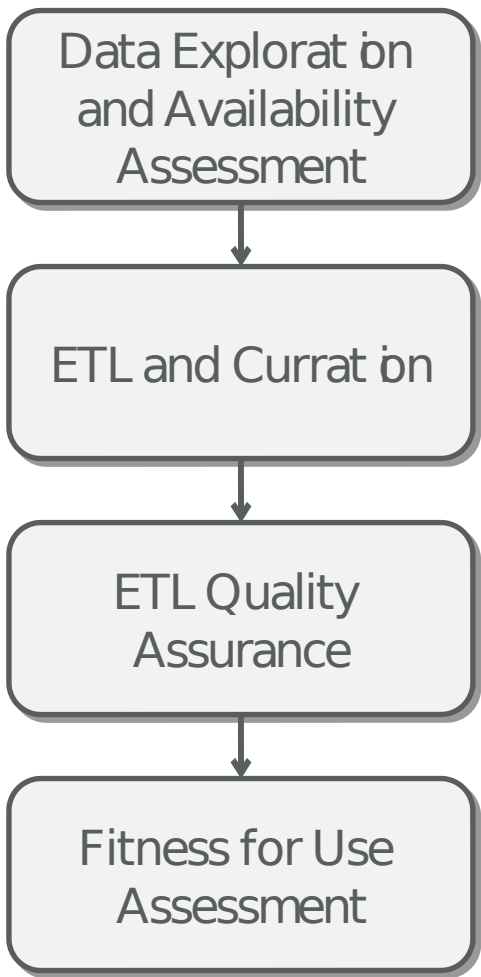 Data Exploration
and Availability
Assessment
ETL and Curration
ETL Quality
Assurance
Fitness for Use
Assessment